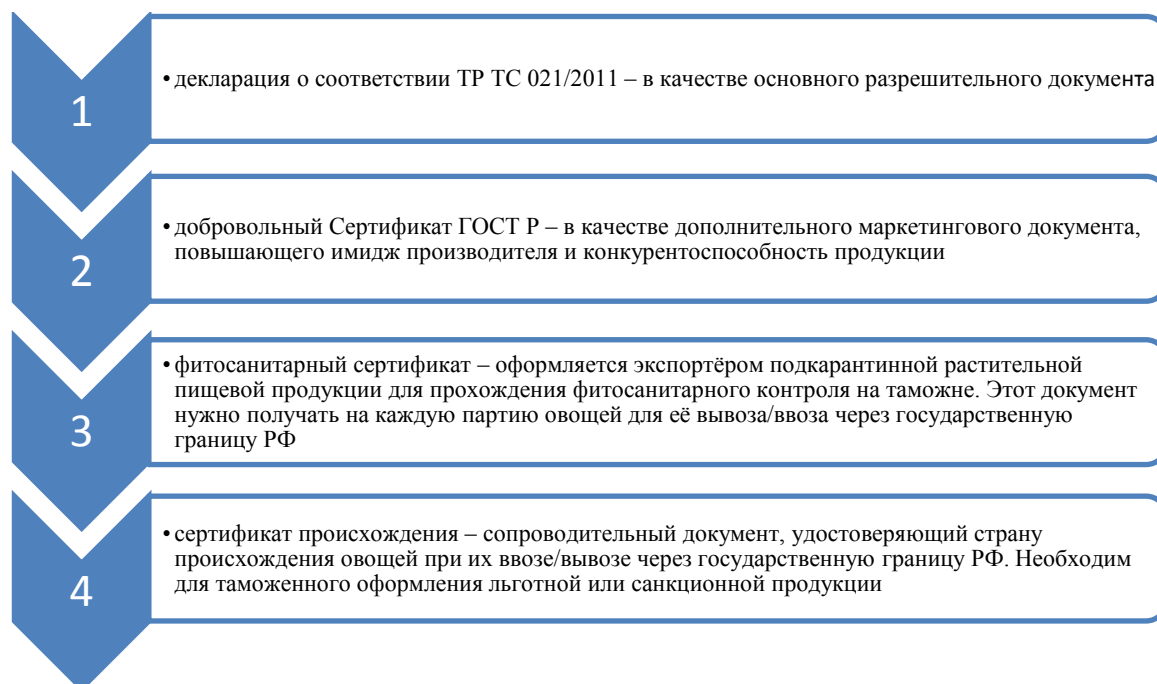 1
• декларация о соответствии ТР ТС 021/2011 – в качестве основного разрешительного документа
2
• добровольный Сертификат ГОСТ Р – в качестве дополнительного маркетингового документа,
повышающего имидж производителя и конкурентоспособность продукции
3
• фитосанитарный сертификат – оформляется экспортёром подкарантинной растительной
пищевой продукции для прохождения фитосанитарного контроля на таможне. Этот документ
нужно получать на каждую партию овощей для её вывоза/ввоза через государственную
границу РФ
4
• сертификат происхождения – сопроводительный документ, удостоверяющий страну
происхождения овощей при их ввозе/вывозе через государственную границу РФ. Необходим
для таможенного оформления льготной или санкционной продукции